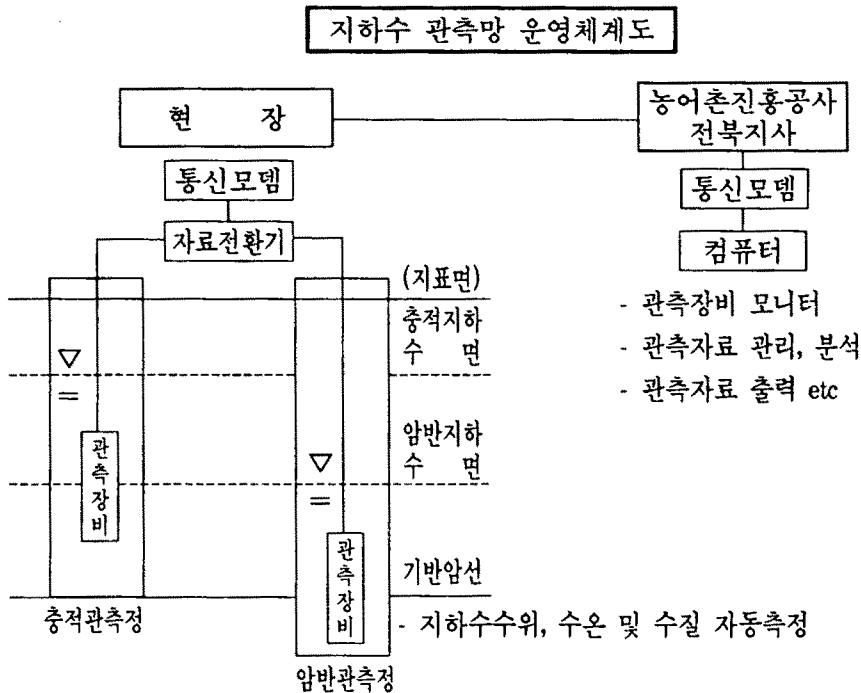 지하수 관측망 운영체계도
현 장
농어촌진흥공사
전북지사
통신모뎀
통신모뎀
자료전환기
컴퓨터
(지표면)
충적지하
수 면
암반지하
수 면
기반암선
관측장비
관측장비
충적관측정
암반관측정
- 관측장비 모니터
- 관측자료 관리, 분석
- 관측자료 출력 etc
- 지하수수위, 수온 및 수질 자동측정